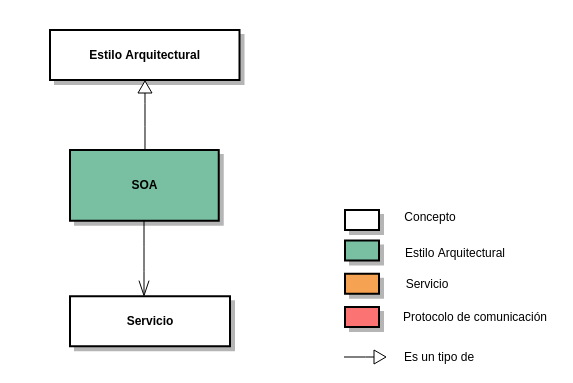 Estilo Arquitectural
SOA
Servicio
Concepto
Estilo Arquitectural
Servicio
Protocolo de comunicación
Es un tipo de